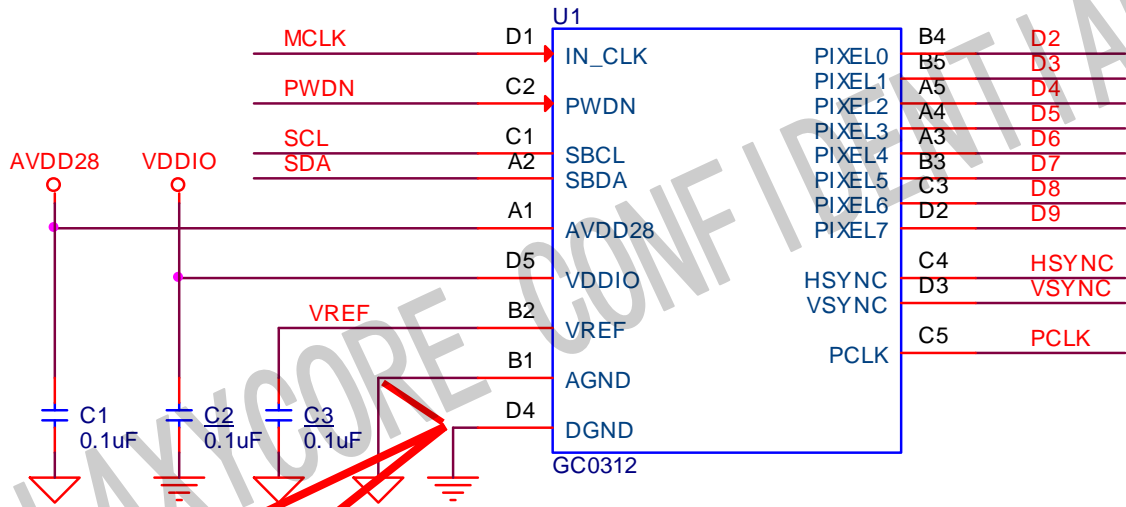 U1
MCLK D1 IN_CLK PIXEL0 B4 D2
PIXEL1 B5 D3
PWDN C2 PWDN PIXEL2 A5 D4
PIXEL3 A4 D5
SCL C1 SBCL PIXEL4 A3 D6
SDA A2 SBDA PIXEL5 B3 D7
AVDD28 VDDIO PIXEL6 C3 D8
A1 AVDD28 PIXEL7 D2 D9
D5 VDDIO HSYNC C4 HSYNC
VSYNC D3 VSYNC
VREF B2 VREF
PCLK C5 PCLK
B1 AGND
D4 DGND
C1 C2 C3
0.1uF 0.1uF 0.1uF
GC0312
AXYCORE CONFIDENTIA